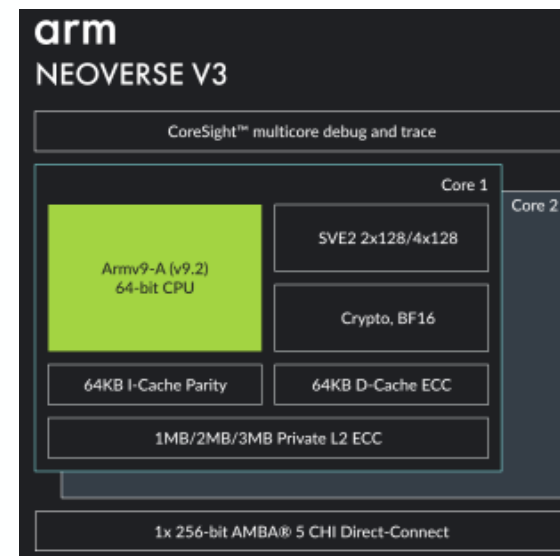 arm
NEOVERSE V3
CoreSight™ multicore debug and trace
Core 1
Core 2
Armv9-A (v9.2)
64-bit CPU
SVE2 2x128/4x128
Crypto, BF16
64KB I-Cache Parity
64KB D-Cache ECC
1MB/2MB/3MB Private L2 ECC
1x 256-bit AMBA® 5 CHI Direct-Connect